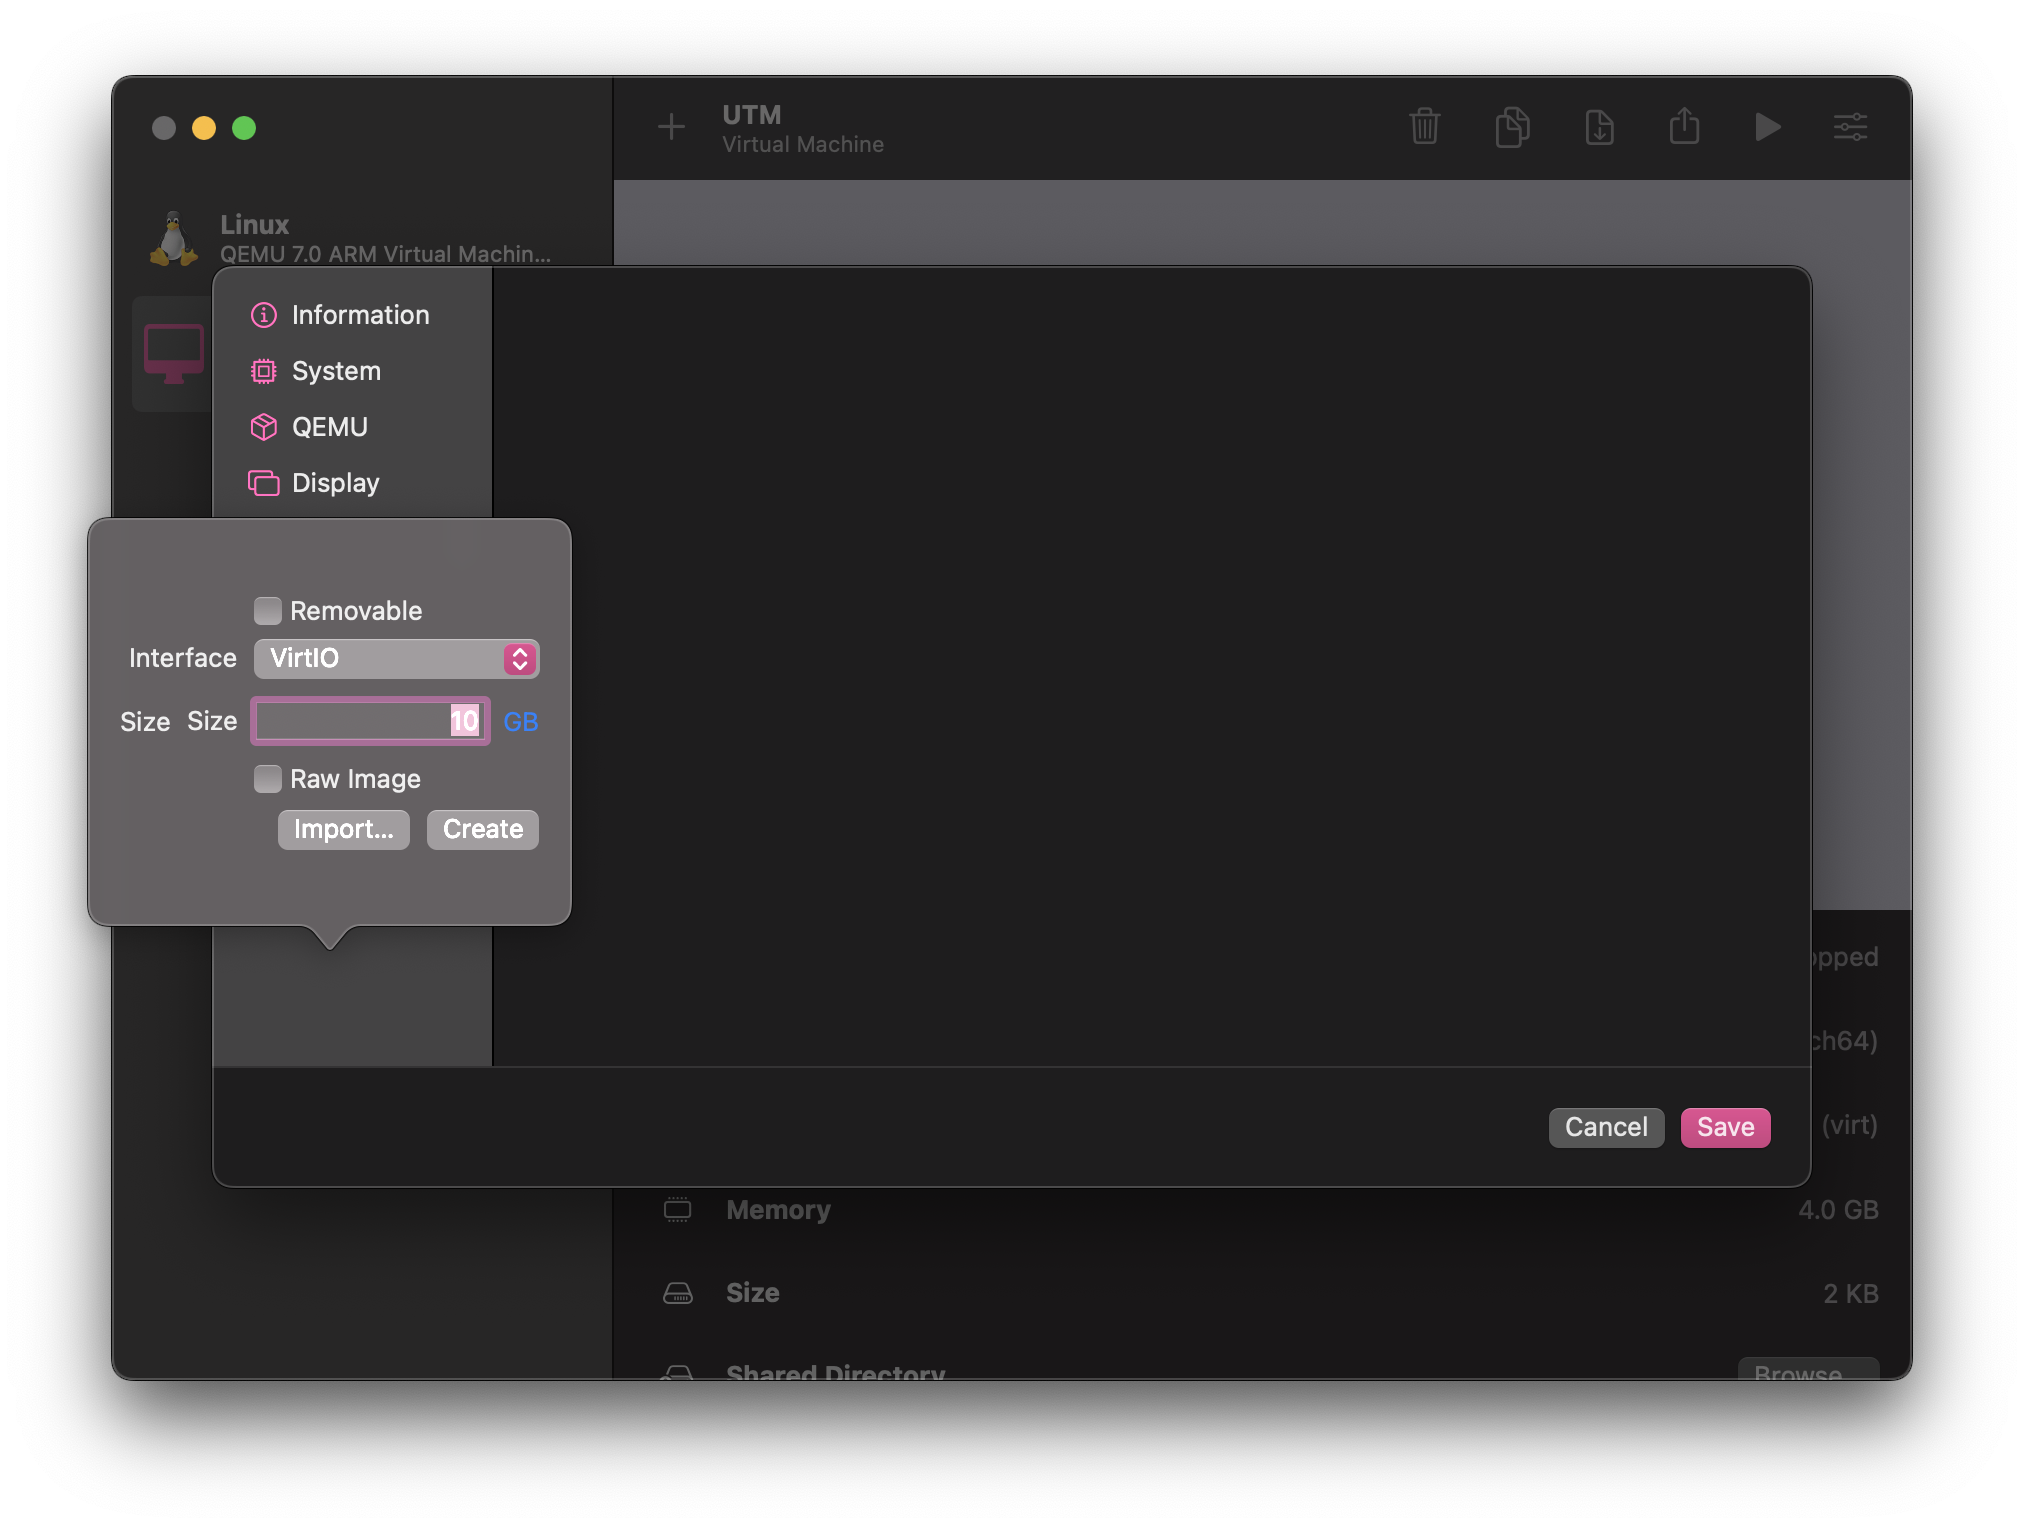 UTM
Virtual Machine
Linux
QEMU 7.0 ARM Virtual Machin...
Information
System
QEMU
Display
Removable
Interface VirtIO
Size Size 10 GB
Raw Image
Import... Create
opped
ch64)
(virt)
Cancel Save
Memory 4.0 GB
Size 2 KB
Shared Directory Browse...